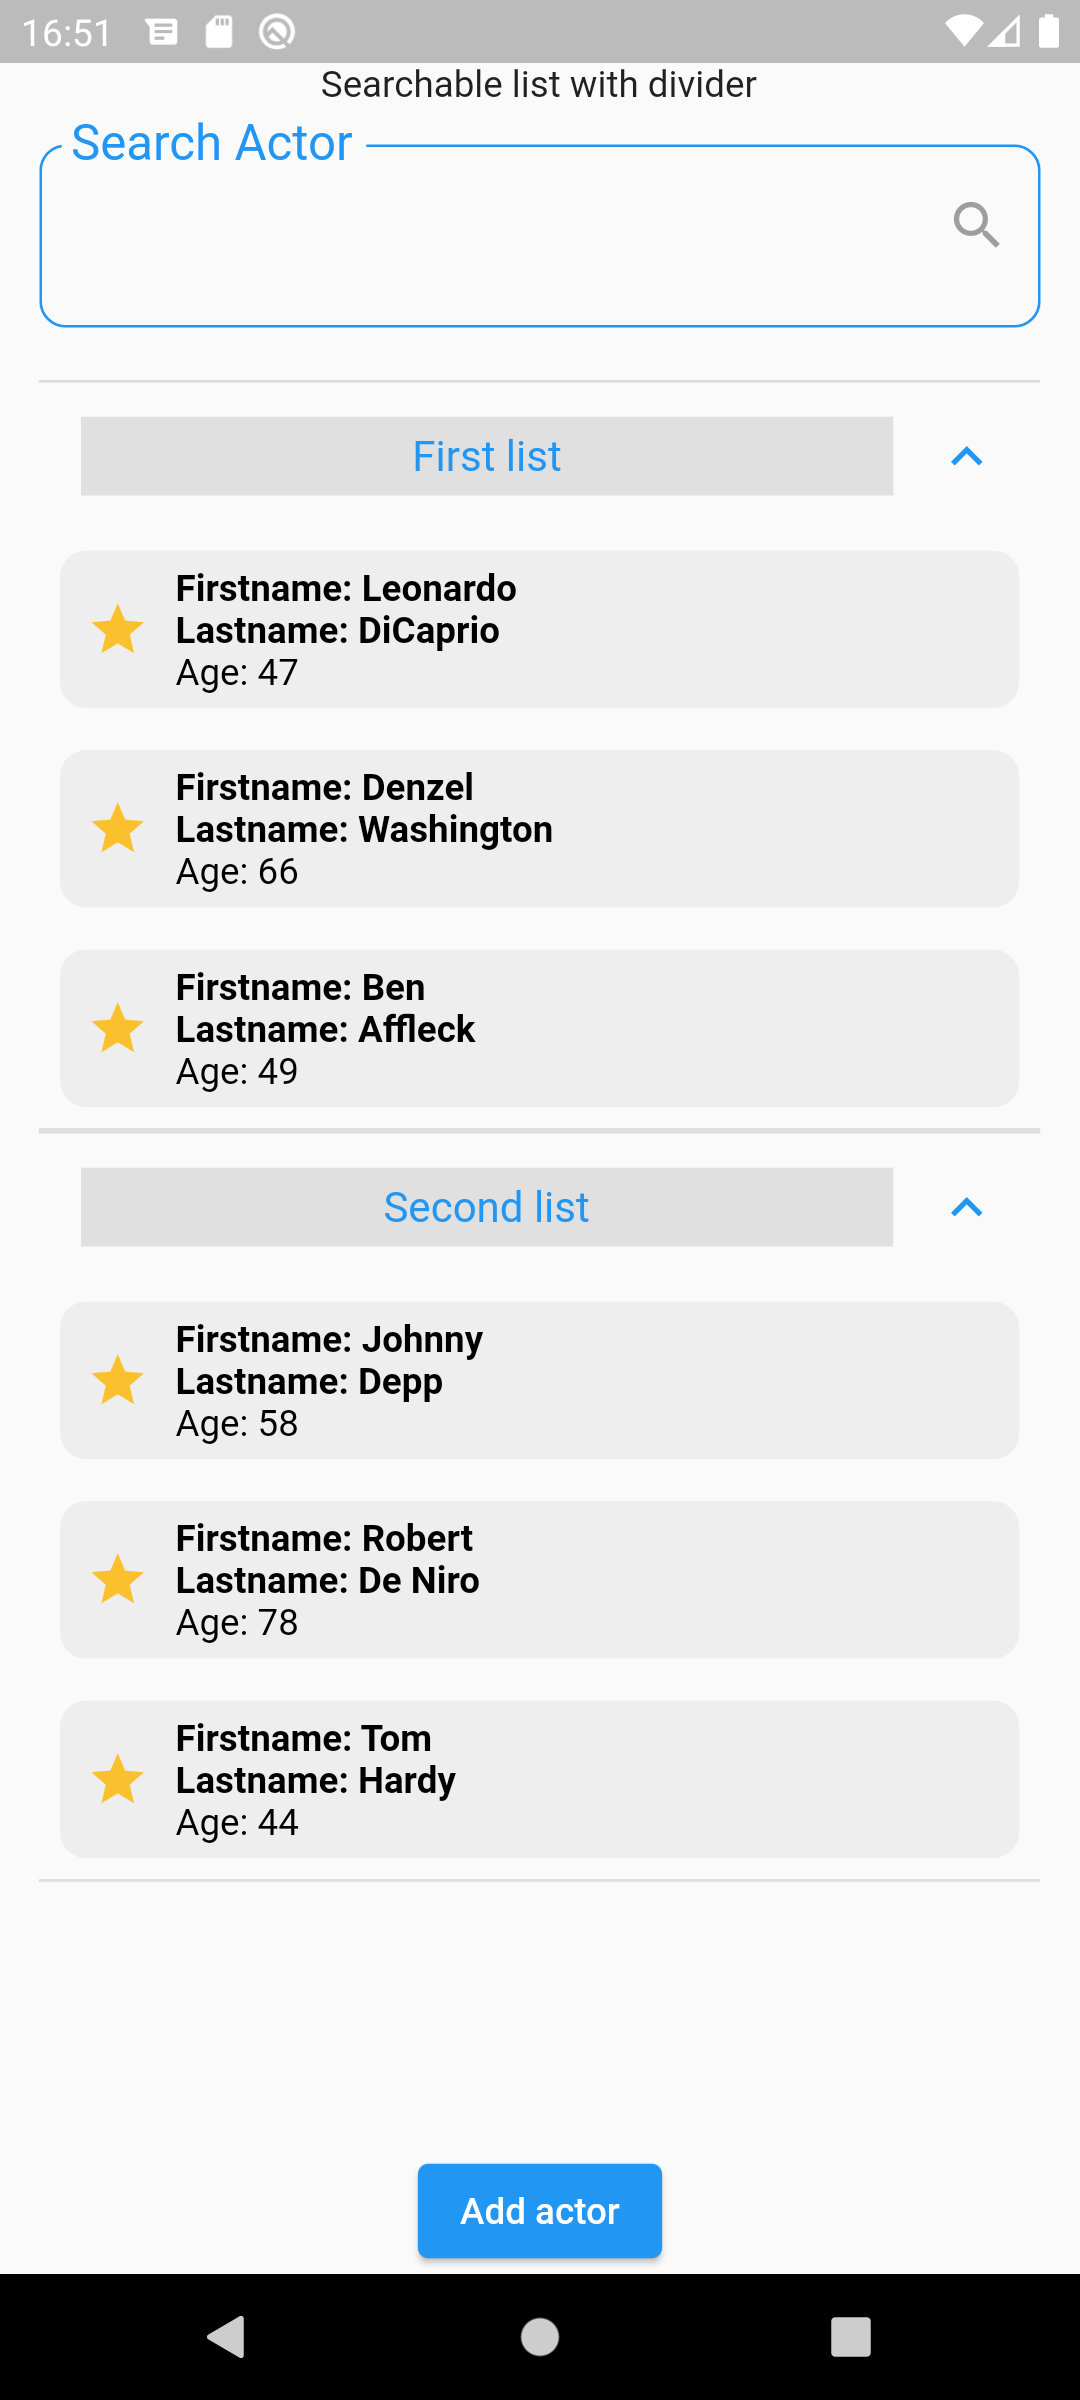 16:51
Searchable list with divider
Search Actor
First list
Firstname: Leonardo
Lastname: DiCaprio
Age: 47
Firstname: Denzel
Lastname: Washington
Age: 66
Firstname: Ben
Lastname: Affleck
Age: 49
Second list
Firstname: Johnny
Lastname: Depp
Age: 58
Firstname: Robert
Lastname: De Niro
Age: 78
Firstname: Tom
Lastname: Hardy
Age: 44
Add actor